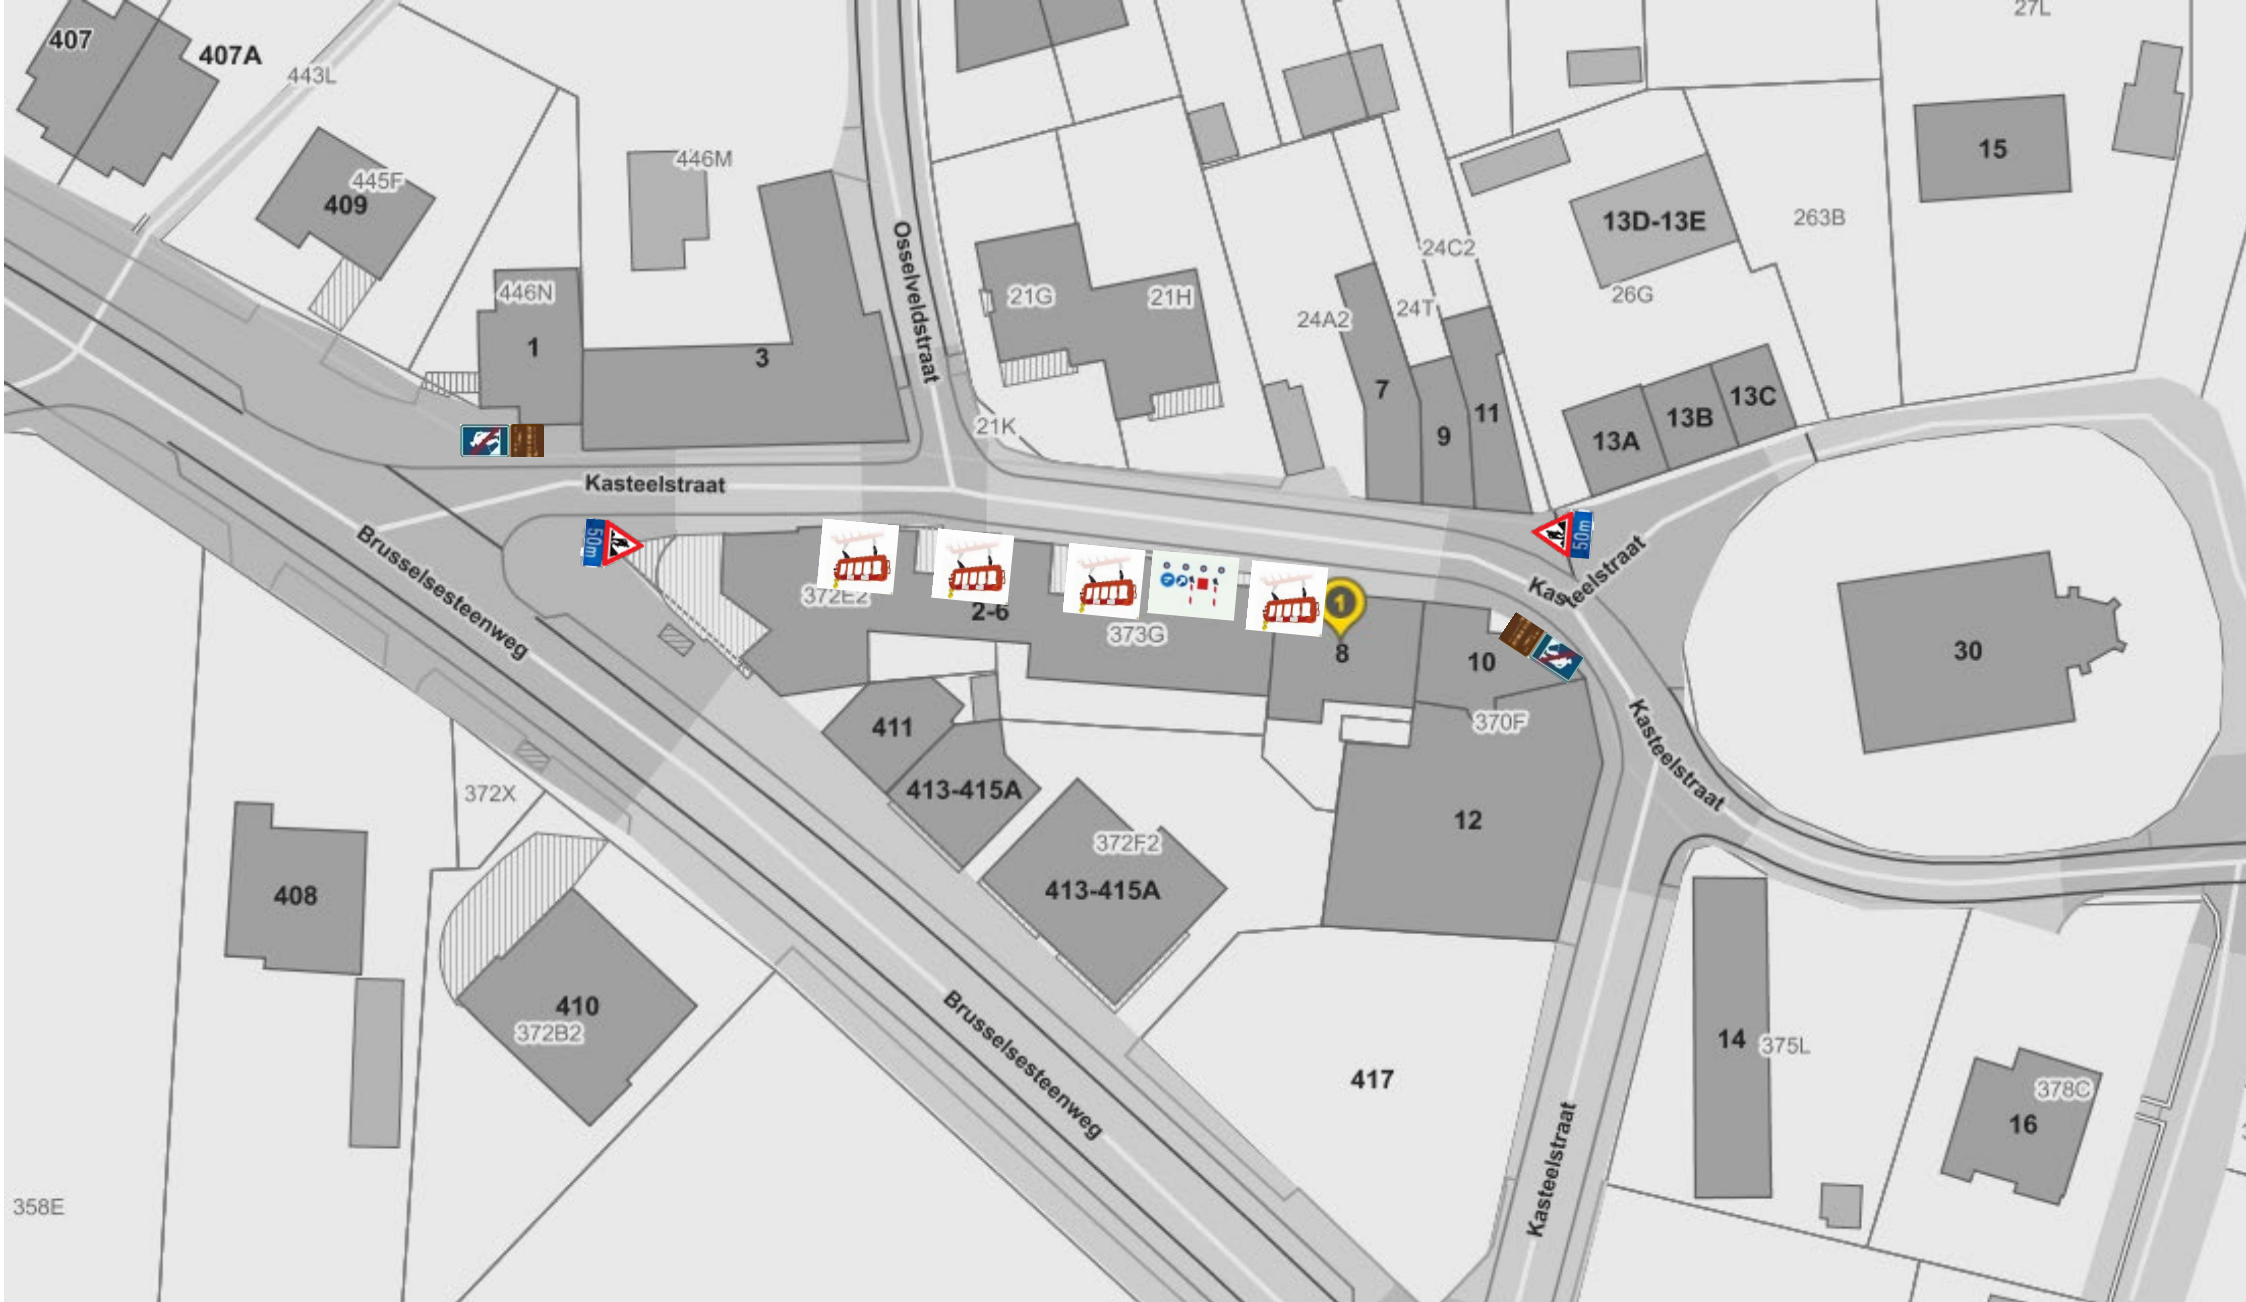 27L
407
407A
443L
446M
15
445F
409
13D-13E
263B
Osselveldstraat
24C2
446N
21G
21H
24T
26G
24A2
1
3
7
13C
11
13B
21K
9
13A
Kasteelstraat
50m
50m
Brusselsesteenweg
Kasteelstraat
372E2
2-6
1
373G
8
10
30
411
370F
Kasteelstraat
372X
413-415A
12
372F2
408
413-415A
410
372B2
Brusselsesteenweg
14
375L
417
378C
16
Kasteelstraat
358E